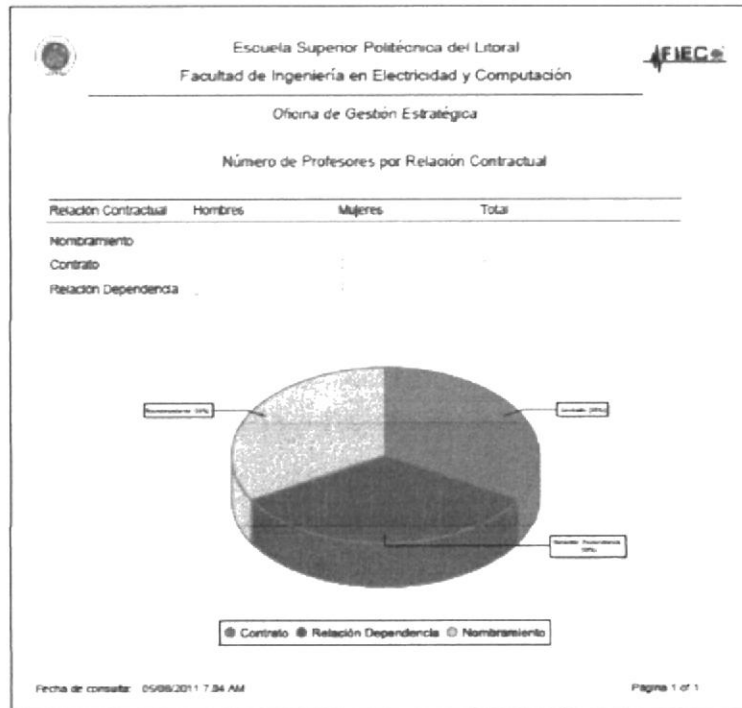 Escuela Superior Politécnica del Litoral
FIEC
Facultad de Ingeniería en Electricidad y Computación
Oficina de Gestión Estratégica
Número de Profesores por Relación Contractual
Relación Contractual Hombres Mujeres Total
Nombramiento
Contrato
Relación Dependencia
Contrato Relación Dependencia Nombramiento
Fecha de consulta: 05/08/2011 7:84 AM Página 1 of 1